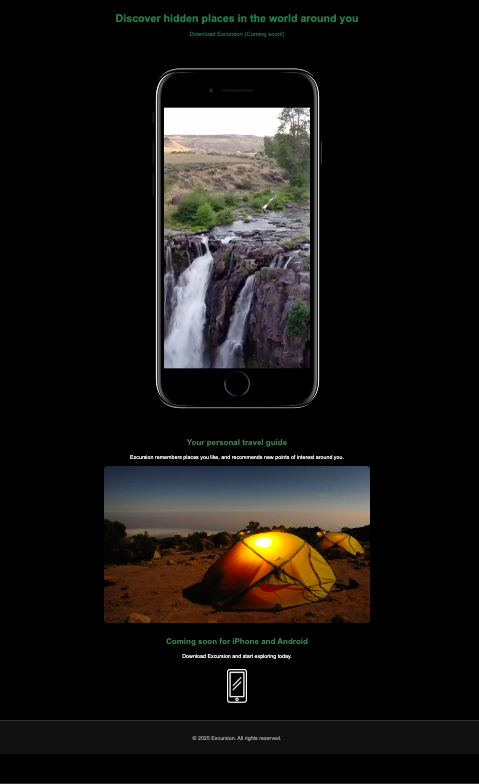 Discover hidden places in the world around you
Download Excursion (Coming soon!)
Your personal travel guide
Excursion remembers places you like, and recommends new points of interest around you.
Coming soon for iPhone and Android
Download Excursion and start exploring today.
© 2025 Excursion. All rights reserved.